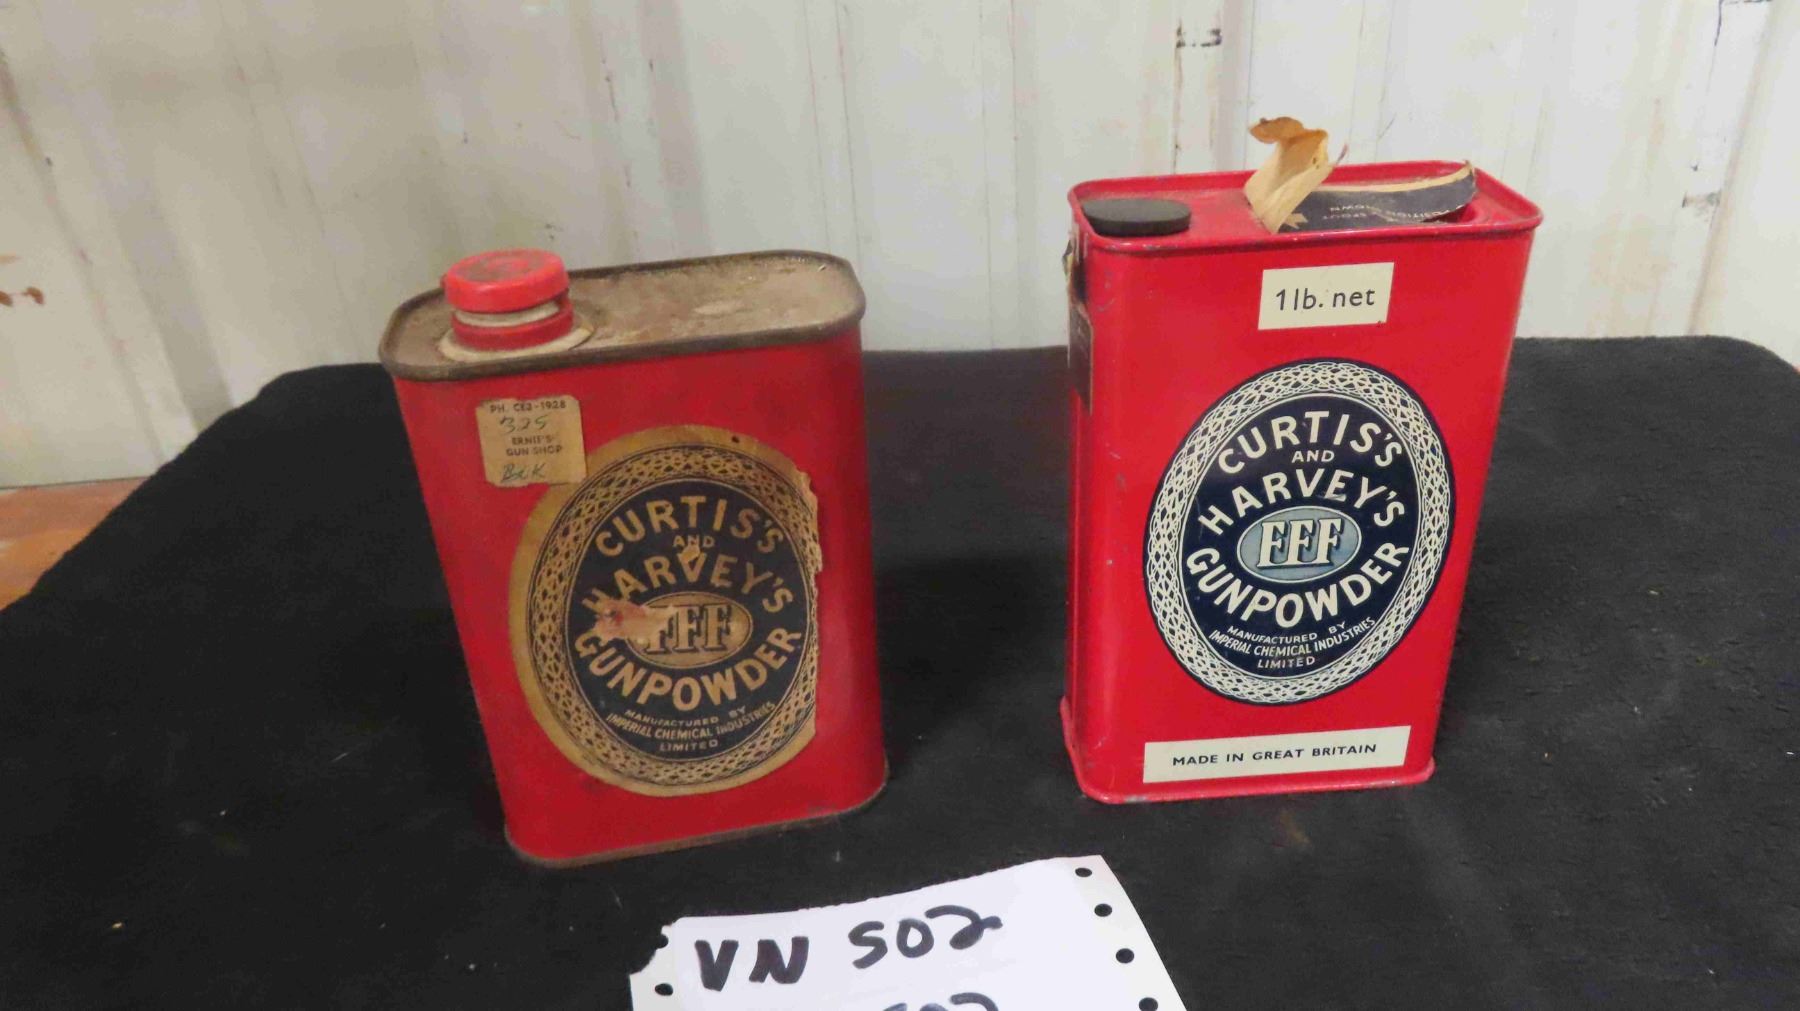 PH. CE3-1928
325
ERNIE'S
GUN SHOP
CURTIS'S
AND
HARVEY'S
FFF
GUNPOWDER
MANUFACTURED BY
IMPERIAL CHEMICAL INDUSTRIES
LIMITED
1lb. net
CURTIS'S
AND
HARVEY'S
FFF
GUNPOWDER
MANUFACTURED BY
IMPERIAL CHEMICAL INDUSTRIES
LIMITED
MADE IN GREAT BRITAIN
VN 502